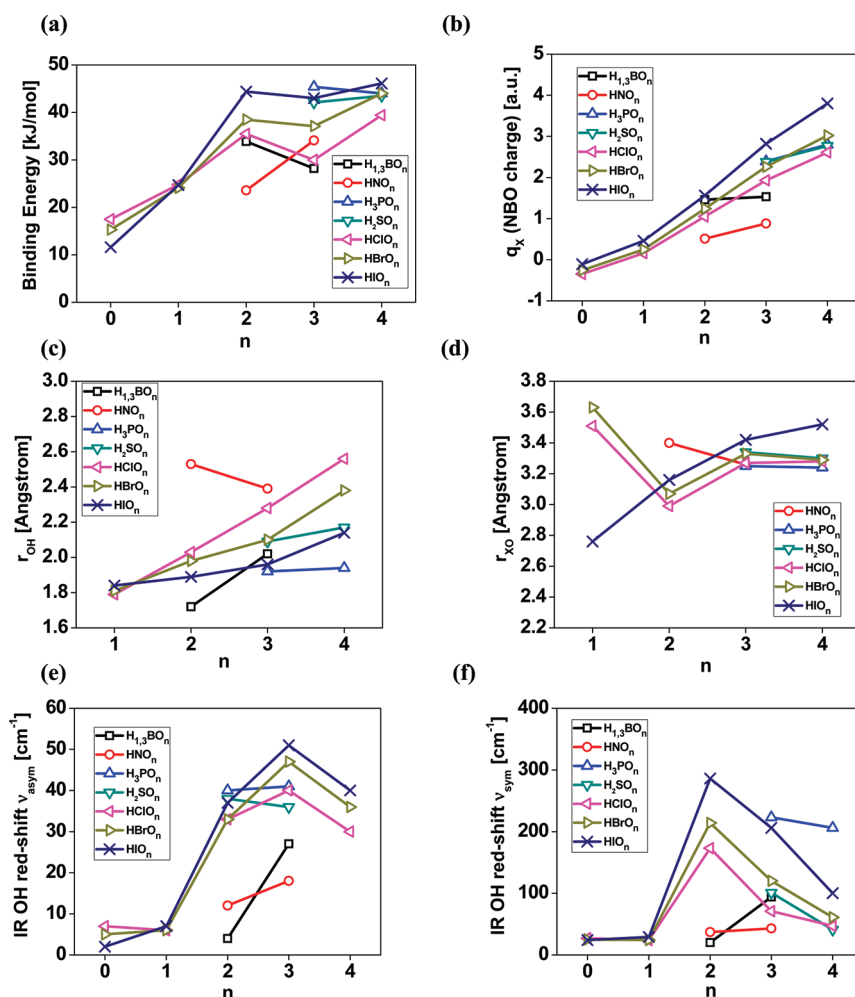 (a)
Binding Energy [kJ/mol]
50
40
30
20
10
0
H1,3BOn
HNOn
H3POn
H2SOn
HClOn
HBrOn
HIOn
0 1 2 3 4
n
(b)
qX (NBO charge) [a.u.]
5
4
3
2
1
0
-1
H1,3BOn
HNOn
H3POn
H2SOn
HClOn
HBrOn
HIOn
0 1 2 3 4
n
(c)
rOH [Angstrom]
3.0
2.8
2.6
2.4
2.2
2.0
1.8
1.6
H1,3BOn
HNOn
H3POn
H2SOn
HClOn
HBrOn
HIOn
1 2 3 4
n
(d)
rXO [Angstrom]
3.8
3.6
3.4
3.2
3.0
2.8
2.6
2.4
2.2
HNOn
H3POn
H2SOn
HClOn
HBrOn
HIOn
1 2 3 4
n
(e)
IR OH red-shift νasym [cm-1]
60
50
40
30
20
10
0
H1,3BOn
HNOn
H3POn
H2SOn
HClOn
HBrOn
HIOn
0 1 2 3 4
n
(f)
IR OH red-shift νsym [cm-1]
400
300
200
100
0
H1,3BOn
HNOn
H3POn
H2SOn
HClOn
HBrOn
HIOn
0 1 2 3 4
n